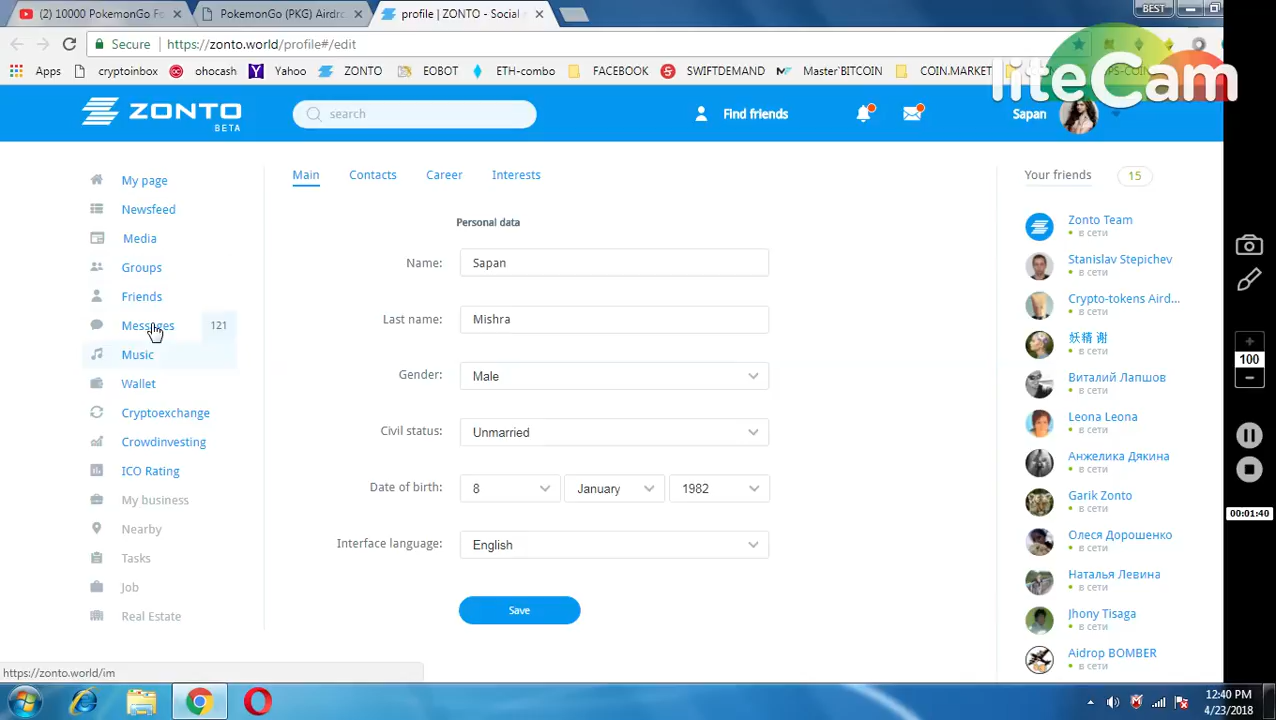 (2) 10000 PokemonGo Fo
PokemonGo (PKG) Airdro
profile | ZONTO - Social
BEST
Secure
https://zonto.world/profile#/edit
Apps
cryptoinbox
ohocash
Yahoo
ZONTO
EOBOT
ETH-combo
FACEBOOK
SWIFTDEMAND
Master`BITCOIN
COIN.MARKET
PS-COIN
liteCam
ZONTO
BETA
search
Find friends
Sapan
My page
Newsfeed
Media
Groups
Friends
Messages
121
Music
Wallet
Cryptoexchange
Crowdinvesting
ICO Rating
My business
Nearby
Tasks
Job
Real Estate
Main
Contacts
Career
Interests
Personal data
Name:
Sapan
Last name:
Mishra
Gender:
Male
Civil status:
Unmarried
Date of birth:
8
January
1982
Interface language:
English
Save
Your friends
15
Zonto Team
в сети
Stanislav Stepichev
в сети
Crypto-tokens Aird...
в сети
妖精 谢
в сети
Виталий Лапшов
в сети
Leona Leona
в сети
Анжелика Дякина
в сети
Garik Zonto
в сети
Олеся Дорошенко
в сети
Наталья Левина
в сети
Jhony Tisaga
в сети
Aidrop BOMBER
в сети
100
00:01:40
https://zonto.world/im
12:40 PM
4/23/2018